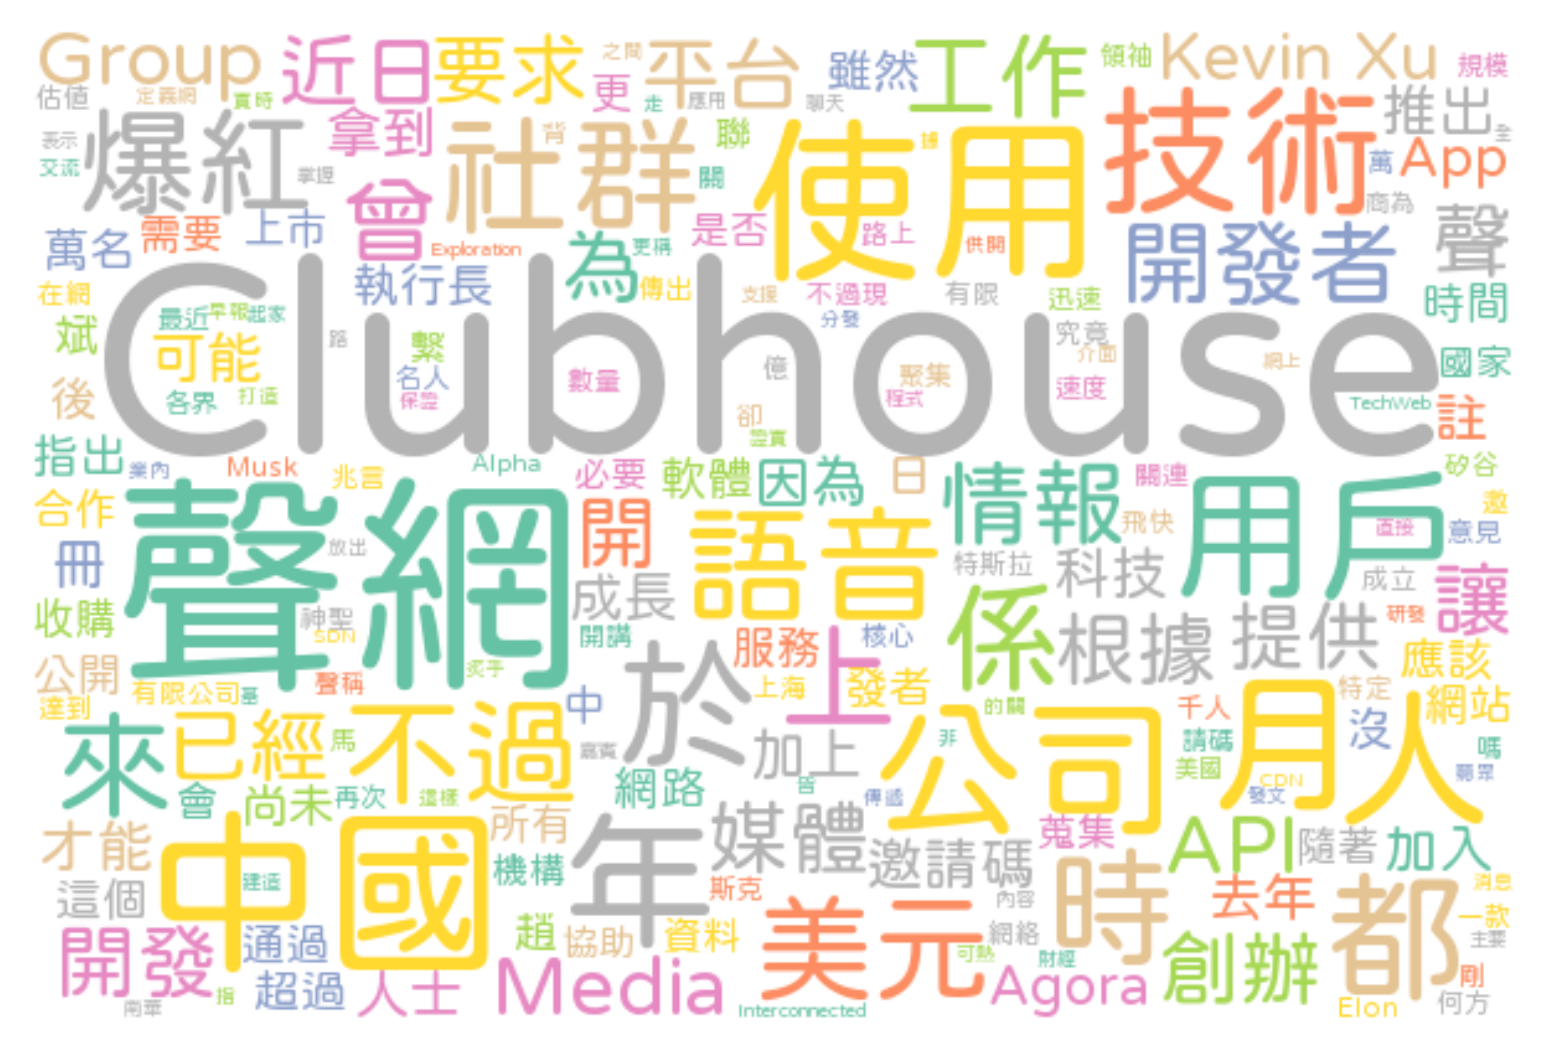 Group 近日 要求 之間 平台 雖然 工作 領袖 Kevin Xu 規模
估值 定義網 實時 更 走 應用 聊天 推出
表示 爆紅 拿到 社群 背 聯 使用 據 技術 萬 App 全
交流 掌握 關 商為
萬名 需要 上市 曾 Exploration 為 更稱 是否 路上 供開 開發者 聲
在網 執行長 傳出 支援 不過現 有限 迅速 時間
斌 最近 早報 起家 分發 究竟
可能 路 繫 億 介面 網上 國家
後 各界 打造 名人 保證 數量 聚集 程式 速度
Clubhouse
卻 TechWeb 註
指出 業內 Musk 兆言 Alpha 必要 軟體 因為 日 情報 關連 矽谷
合作 聲網 開 語音 飛快 用戶 直接 邀 意見
冊 放出 成長 特斯拉 科技 成立 讓
收購 神聖 SDN 開講 服務 核心 係 根據 提供 研發
公開 有限公司 基 聲稱 於 上 上海 發者 應該
達到 中 的關 特定 網站
來 已經 馬 不過 嘉賓 加上 公司 非 千人 請碼 月 沒 人 嗎
會 尚未 再次 這樣 網路 皆 傳遞 美國 CDN 發文 聽眾
才能 中國 所有 年 媒體 邀請碼 蒐集 API 隨著 加入
這個 建造 機構 斯克 內容 時 去年 都 消息
開發 通過 趙 協助 資料 美元 網絡 一款
超過 可熱 財經 創辦 主要
南華 指 人士 Media Interconnected Agora Elon 剛 何方